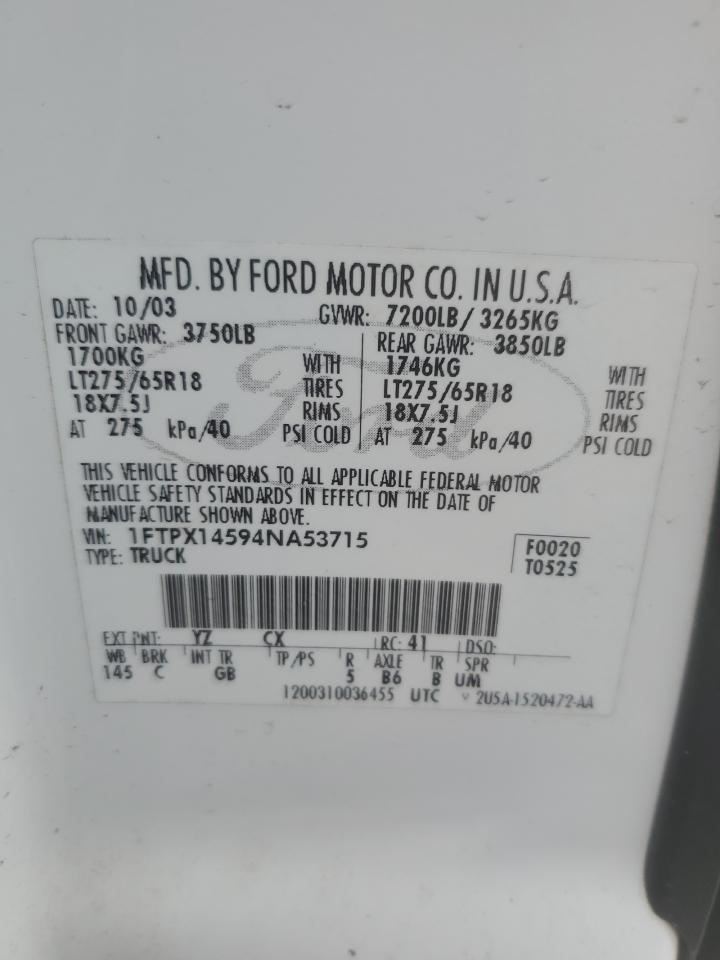 MFD. BY FORD MOTOR CO. IN U.S.A.
DATE: 10/03 GVWR: 7200LB/ 3265KG
FRONT GAWR: 3750LB REAR GAWR: 3850LB
1700KG WITH 1746KG WITH
LT275/65R18 TIRES LT275/65R18 TIRES
18X7.5J RIMS 18X7.5J RIMS
AT 275 kPa/40 PSI COLD AT 275 kPa/40 PSI COLD
Ford
THIS VEHICLE CONFORMS TO ALL APPLICABLE FEDERAL MOTOR
VEHICLE SAFETY STANDARDS IN EFFECT ON THE DATE OF
MANUFACTURE SHOWN ABOVE.
VIN: 1FTPX14594NA53715 F0020
TYPE: TRUCK T0525
EXT PNT: YZ CX RC: 41 DSO:
WB BRK INT TR TP/PS R AXLE TR SPR
145 C GB 5 B6 B UM
1200310036455 UTC 2U5A-1520472-AA